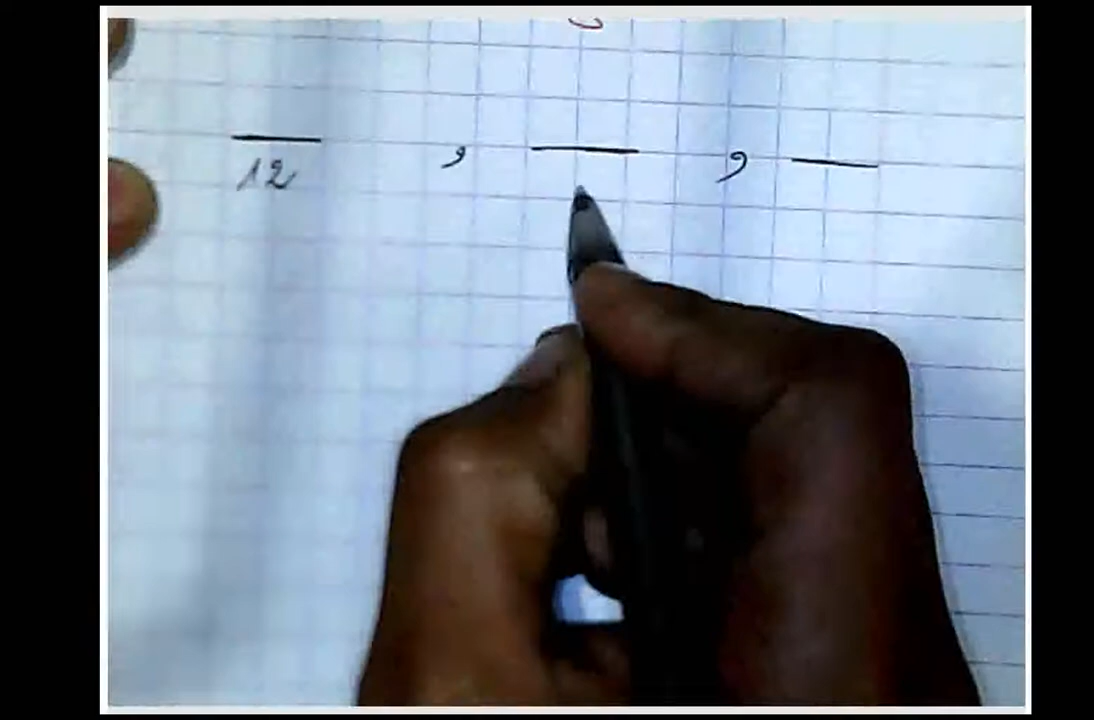 — , — , —
12